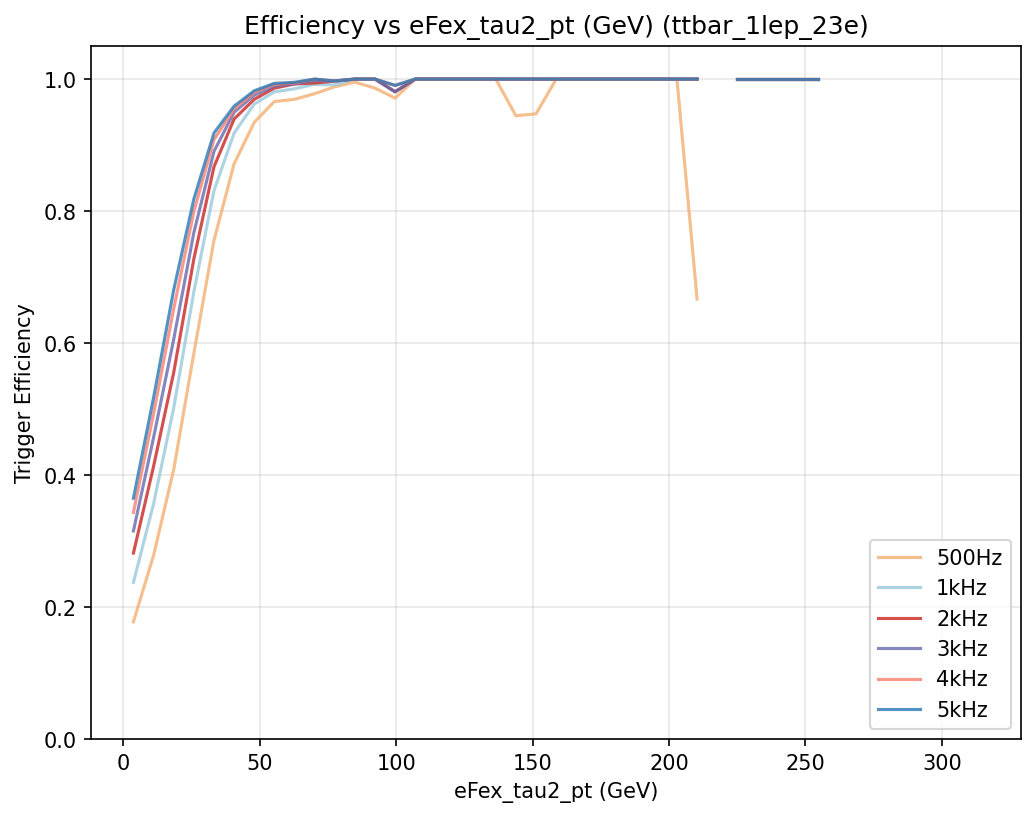 Efficiency vs eFex_tau2_pt (GeV) (ttbar_1lep_23e)
Trigger Efficiency
1.0
0.8
0.6
0.4
0.2
0.0
0
50
100
150
200
250
300
eFex_tau2_pt (GeV)
500Hz
1kHz
2kHz
3kHz
4kHz
5kHz